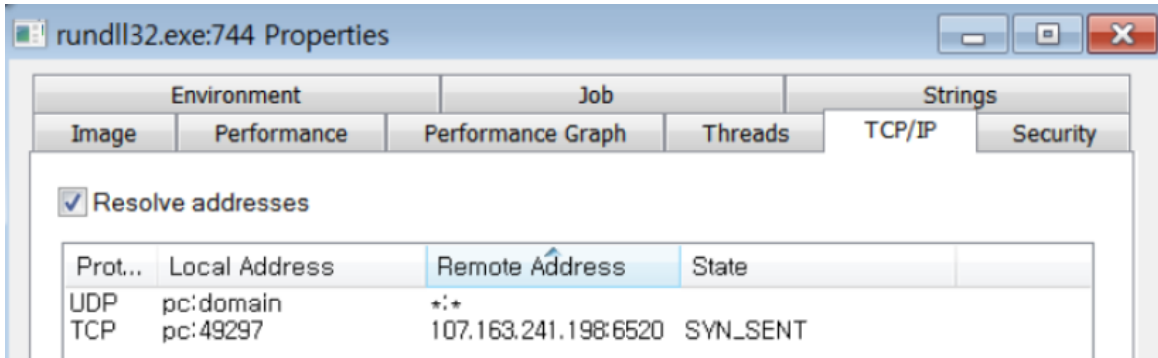 rundll32.exe:744 Properties
Environment Job Strings
Image Performance Performance Graph Threads TCP/IP Security
Resolve addresses
Prot... Local Address Remote Address State
UDP pc:domain *:*
TCP pc:49297 107.163.241.198:6520 SYN_SENT